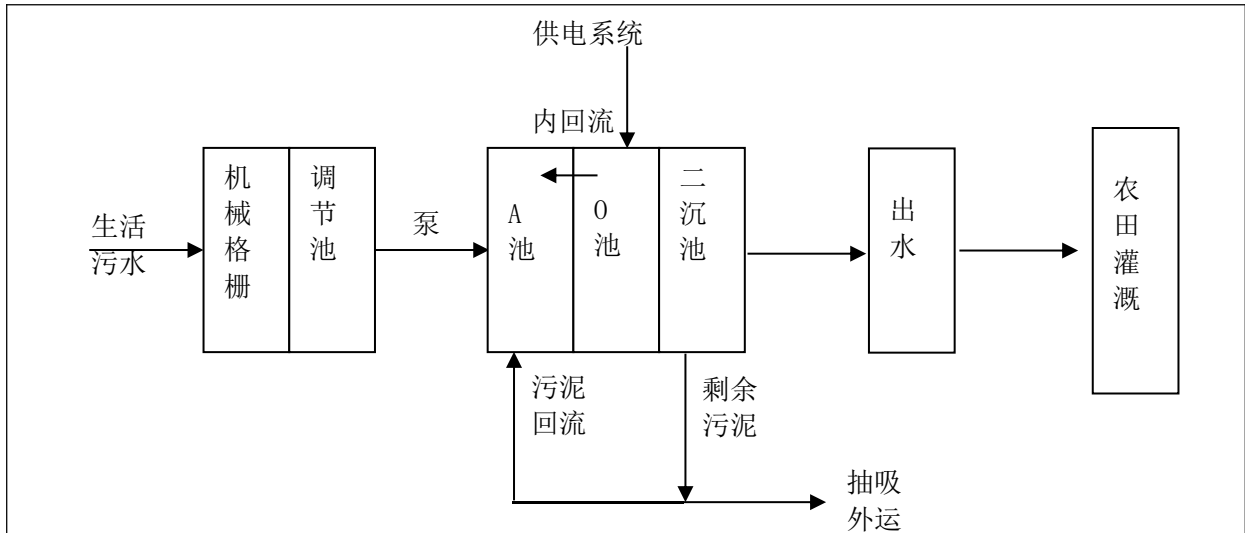 供电系统
内回流
生活
污水
机械格栅
调节池
泵
A池
O池
二沉池
出水
农田灌溉
污泥
回流
剩余
污泥
抽吸
外运